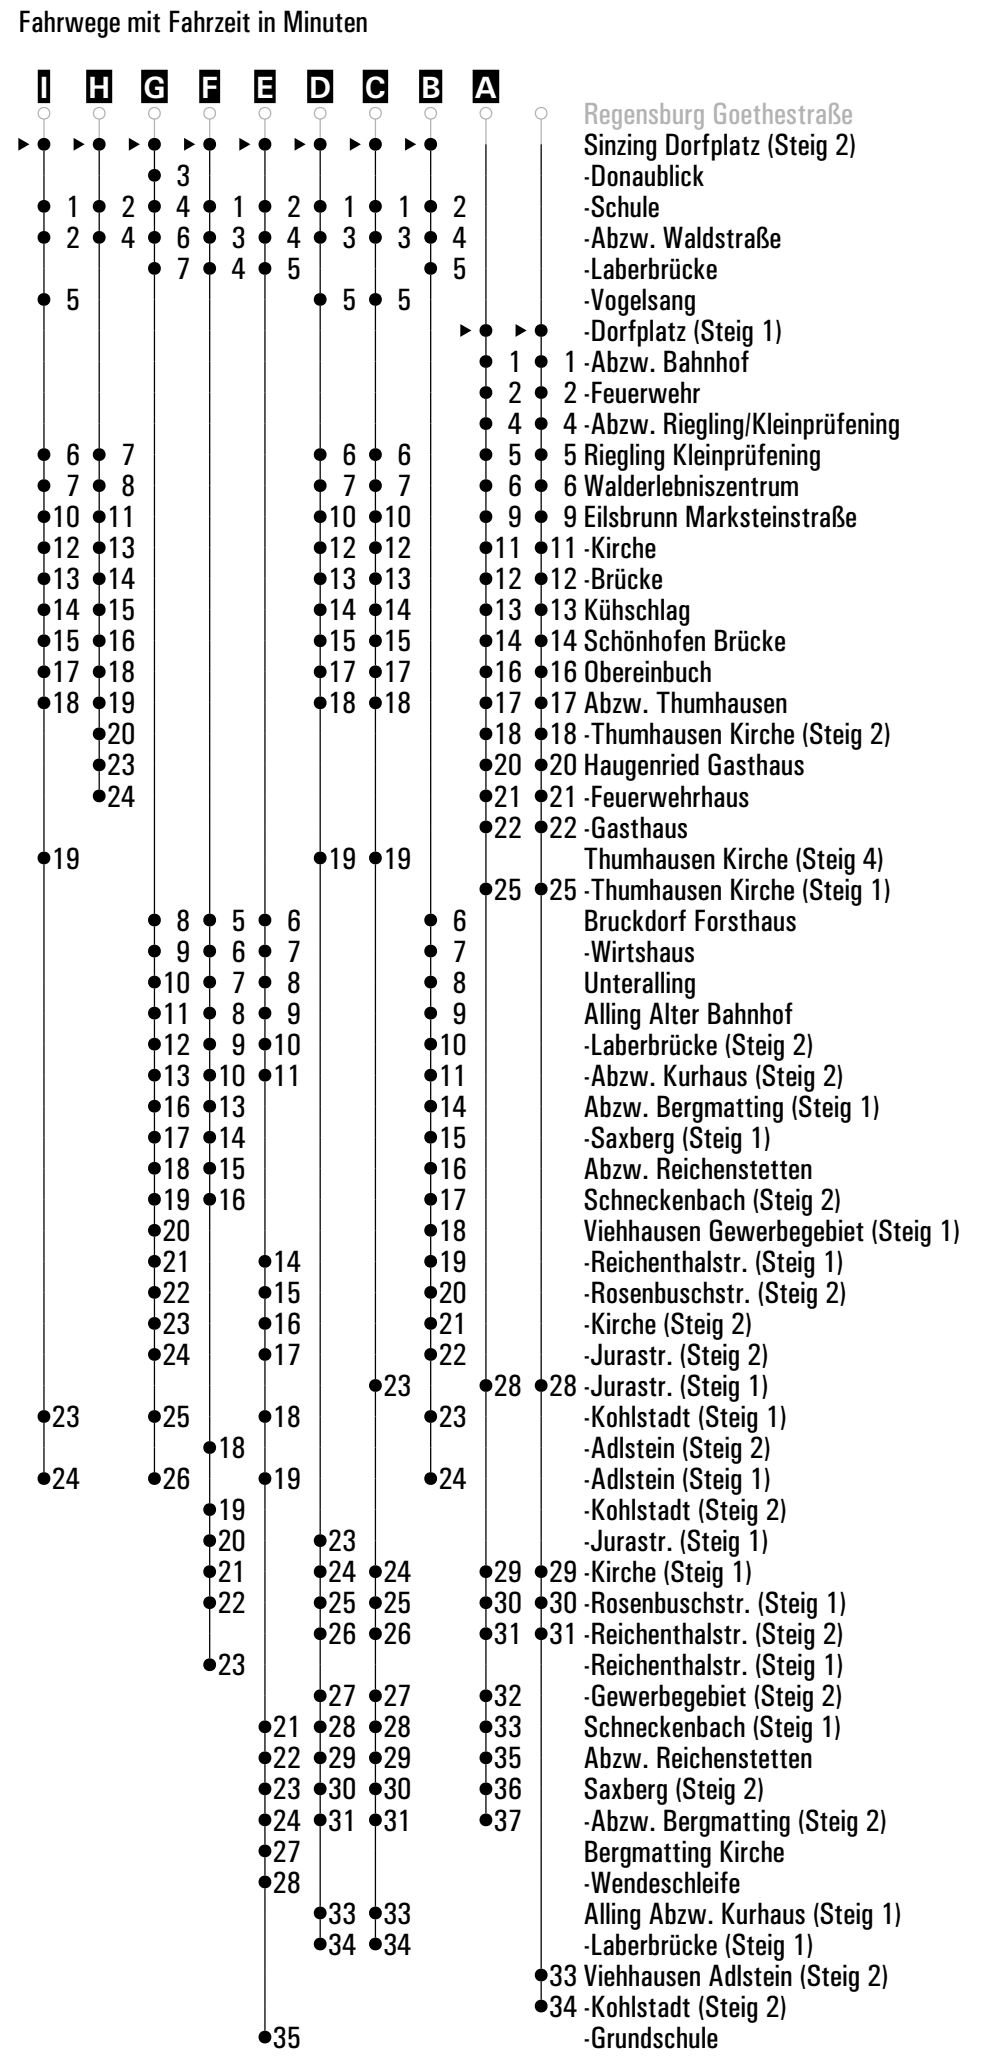 Fahrwege mit Fahrzeit in Minuten
I H G F E D C B A
Regensburg Goethestraße
Sinzing Dorfplatz (Steig 2)
3 -Donaublick
1 2 4 1 2 1 1 2 -Schule
2 4 6 3 4 3 3 4 -Abzw. Waldstraße
7 4 5 5 -Laberbrücke
5 5 5 -Vogelsang
-Dorfplatz (Steig 1)
1 1 -Abzw. Bahnhof
2 2 -Feuerwehr
4 4 -Abzw. Riegling/Kleinprüfening
6 7 6 6 5 5 Riegling Kleinprüfening
7 8 7 7 6 6 Walderlebniszentrum
10 11 10 10 9 9 Eilsbrunn Marksteinstraße
12 13 12 12 11 11 -Kirche
13 14 13 13 12 12 -Brücke
14 15 14 14 13 13 Kühschlag
15 16 15 15 14 14 Schönhofen Brücke
17 18 17 17 16 16 Obereinbuch
18 19 18 18 17 17 Abzw. Thumhausen
20 18 18 -Thumhausen Kirche (Steig 2)
23 20 20 Haugenried Gasthaus
24 21 21 -Feuerwehrhaus
22 22 -Gasthaus
19 19 19 Thumhausen Kirche (Steig 4)
25 25 -Thumhausen Kirche (Steig 1)
8 5 6 6 Bruckdorf Forsthaus
9 6 7 7 -Wirtshaus
10 7 8 8 Unteralling
11 8 9 9 Alling Alter Bahnhof
12 9 10 10 -Laberbrücke (Steig 2)
13 10 11 11 -Abzw. Kurhaus (Steig 2)
16 13 14 Abzw. Bergmatting (Steig 1)
17 14 15 -Saxberg (Steig 1)
18 15 16 Abzw. Reichenstetten
19 16 17 Schneckenbach (Steig 2)
20 18 Viehhausen Gewerbegebiet (Steig 1)
21 14 19 -Reichenthalstr. (Steig 1)
22 15 20 -Rosenbuschstr. (Steig 2)
23 16 21 -Kirche (Steig 2)
24 17 22 -Jurastr. (Steig 2)
23 28 28 -Jurastr. (Steig 1)
23 25 18 23 -Kohlstadt (Steig 1)
18 -Adlstein (Steig 2)
24 26 19 24 -Adlstein (Steig 1)
19 -Kohlstadt (Steig 2)
20 23 -Jurastr. (Steig 1)
21 24 24 29 29 -Kirche (Steig 1)
22 25 25 30 30 -Rosenbuschstr. (Steig 1)
26 26 31 31 -Reichenthalstr. (Steig 2)
23 -Reichenthalstr. (Steig 1)
27 27 32 -Gewerbegebiet (Steig 2)
21 28 28 33 Schneckenbach (Steig 1)
22 29 29 35 Abzw. Reichenstetten
23 30 30 36 Saxberg (Steig 2)
24 31 31 37 -Abzw. Bergmatting (Steig 2)
27 Bergmatting Kirche
28 -Wendeschleife
33 33 Alling Abzw. Kurhaus (Steig 1)
34 34 -Laberbrücke (Steig 1)
33 Viehhausen Adlstein (Steig 2)
34 -Kohlstadt (Steig 2)
35 -Grundschule